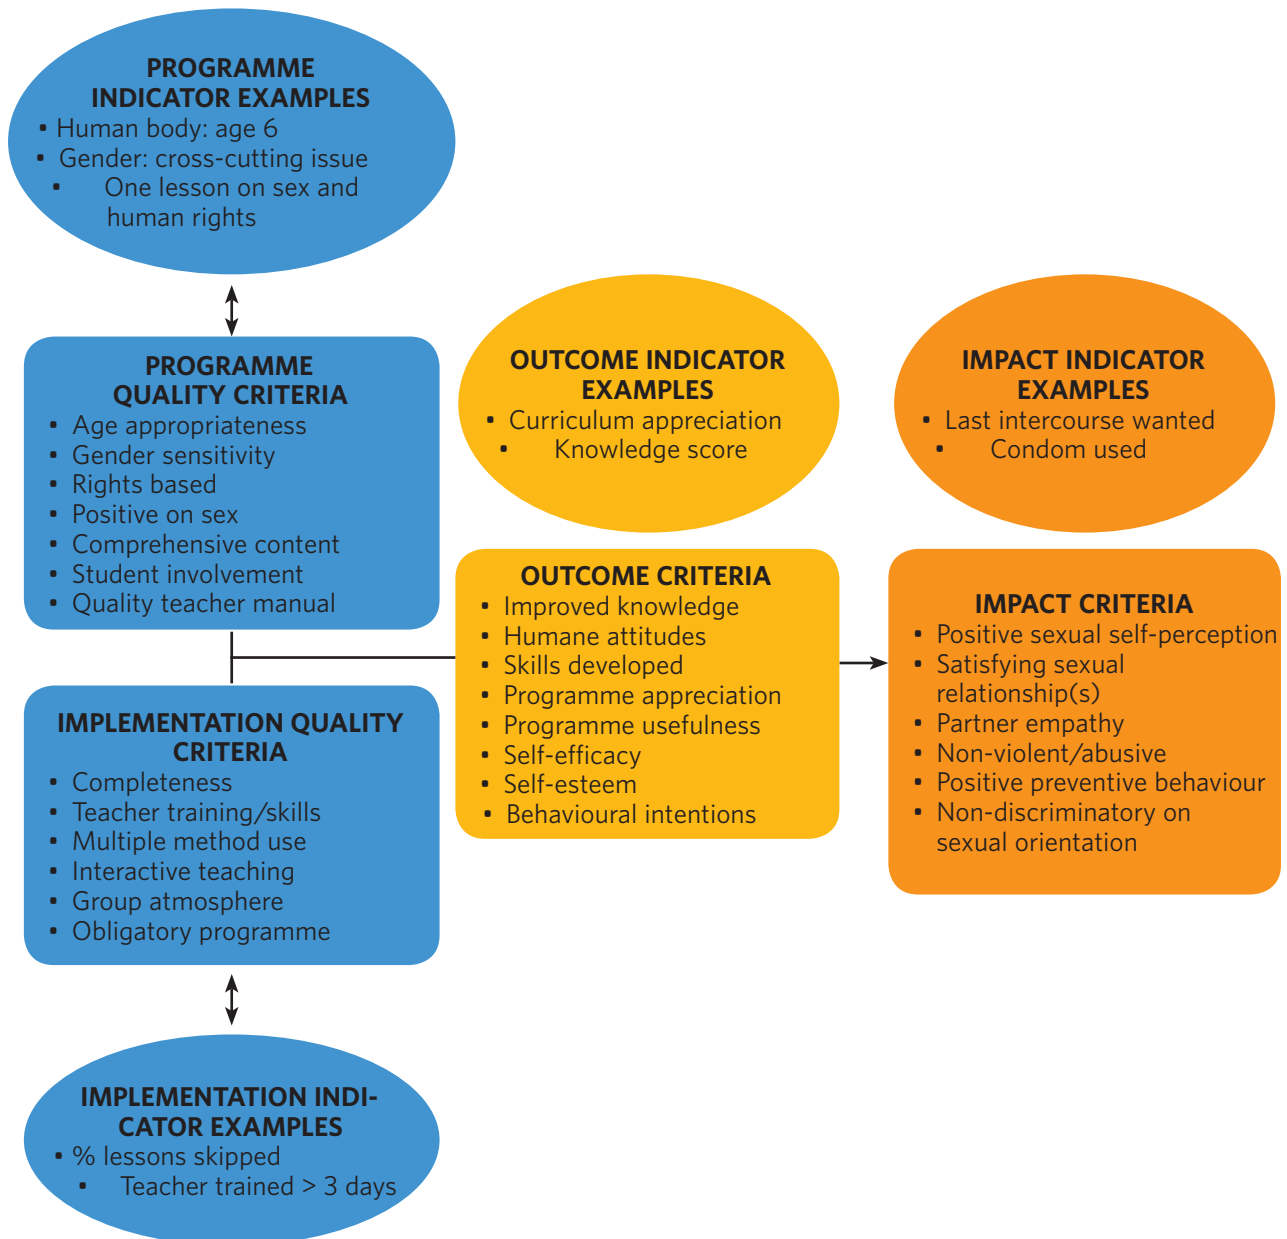 PROGRAMME
INDICATOR EXAMPLES
• Human body: age 6
• Gender: cross-cutting issue
• One lesson on sex and
human rights
PROGRAMME
QUALITY CRITERIA
• Age appropriateness
• Gender sensitivity
• Rights based
• Positive on sex
• Comprehensive content
• Student involvement
• Quality teacher manual
IMPLEMENTATION QUALITY
CRITERIA
• Completeness
• Teacher training/skills
• Multiple method use
• Interactive teaching
• Group atmosphere
• Obligatory programme
IMPLEMENTATION INDI-
CATOR EXAMPLES
• % lessons skipped
• Teacher trained > 3 days
OUTCOME INDICATOR
EXAMPLES
• Curriculum appreciation
• Knowledge score
OUTCOME CRITERIA
• Improved knowledge
• Humane attitudes
• Skills developed
• Programme appreciation
• Programme usefulness
• Self-efficacy
• Self-esteem
• Behavioural intentions
IMPACT INDICATOR
EXAMPLES
• Last intercourse wanted
• Condom used
IMPACT CRITERIA
• Positive sexual self-perception
• Satisfying sexual
relationship(s)
• Partner empathy
• Non-violent/abusive
• Positive preventive behaviour
• Non-discriminatory on
sexual orientation